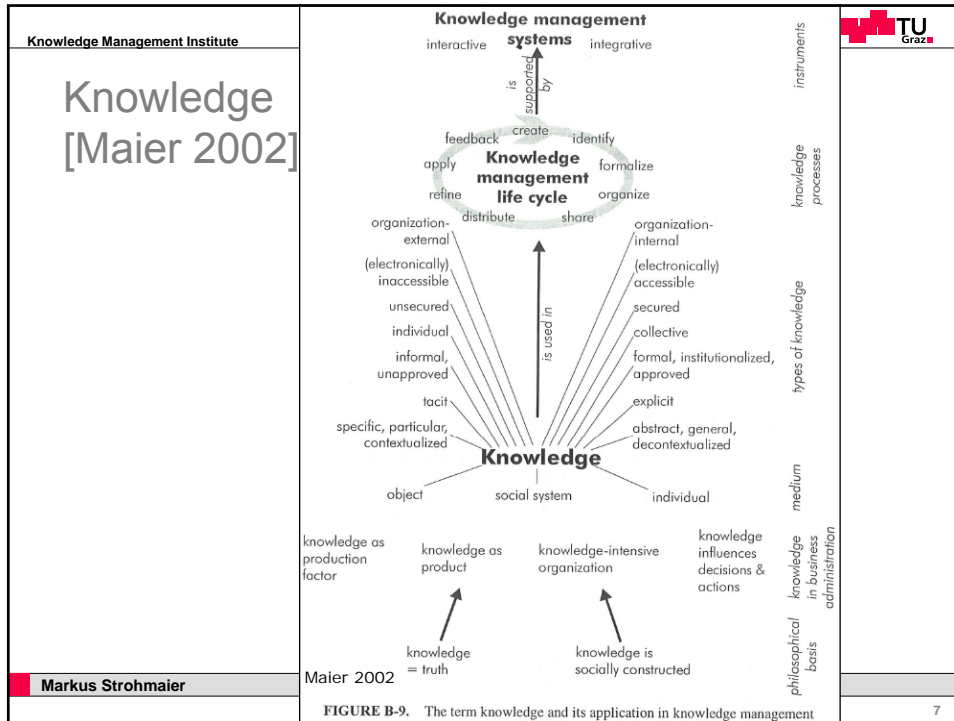 Knowledge Management Institute
TU
Graz
Knowledge
[Maier 2002]
Knowledge management
systems
interactive
integrative
is
supported
by
create
feedback
identify
apply
formalize
Knowledge
management
life cycle
refine
organize
distribute
share
organization-
external
organization-
internal
(electronically)
inaccessible
(electronically)
accessible
unsecured
secured
individual
collective
informal,
unapproved
formal, institutionalized,
approved
tacit
explicit
specific, particular,
contextualized
abstract, general,
decontextualized
is used in
Knowledge
object
social system
individual
knowledge as
production
factor
knowledge as
product
knowledge-intensive
organization
knowledge
influences
decisions &
actions
knowledge
= truth
knowledge is
socially constructed
instruments
knowledge
processes
types of knowledge
medium
knowledge
in business
administration
philosophical
basis
Maier 2002
Markus Strohmaier
FIGURE B-9. The term knowledge and its application in knowledge management
7